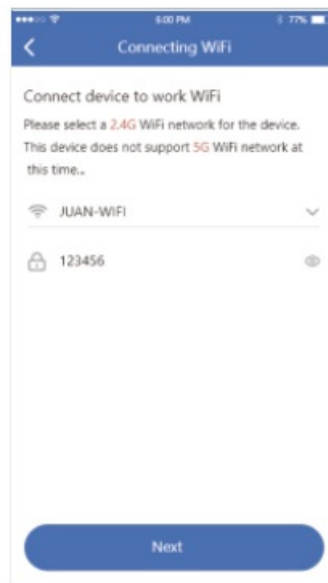 6:00 PM
77%
Connecting WiFi
Connect device to work WiFi
Please select a 2.4G WiFi network for the device.
This device does not support 5G WiFi network at
this time..
JUAN-WIFI
123456
Next